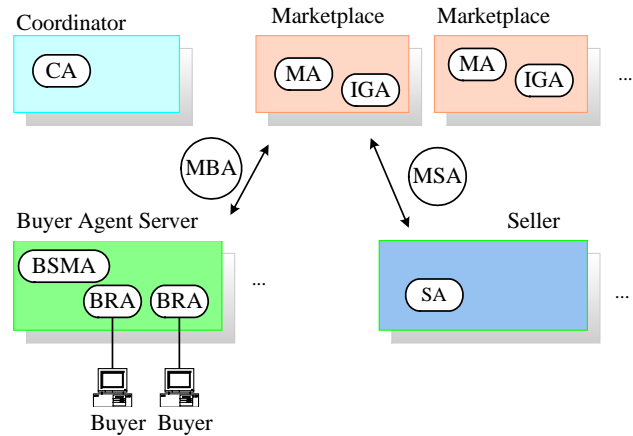 Coordinator
Marketplace
Marketplace
CA
MA
IGA
MA
IGA
...
MBA
MSA
Buyer Agent Server
Seller
BSMA
BRA
BRA
...
SA
...
Buyer
Buyer